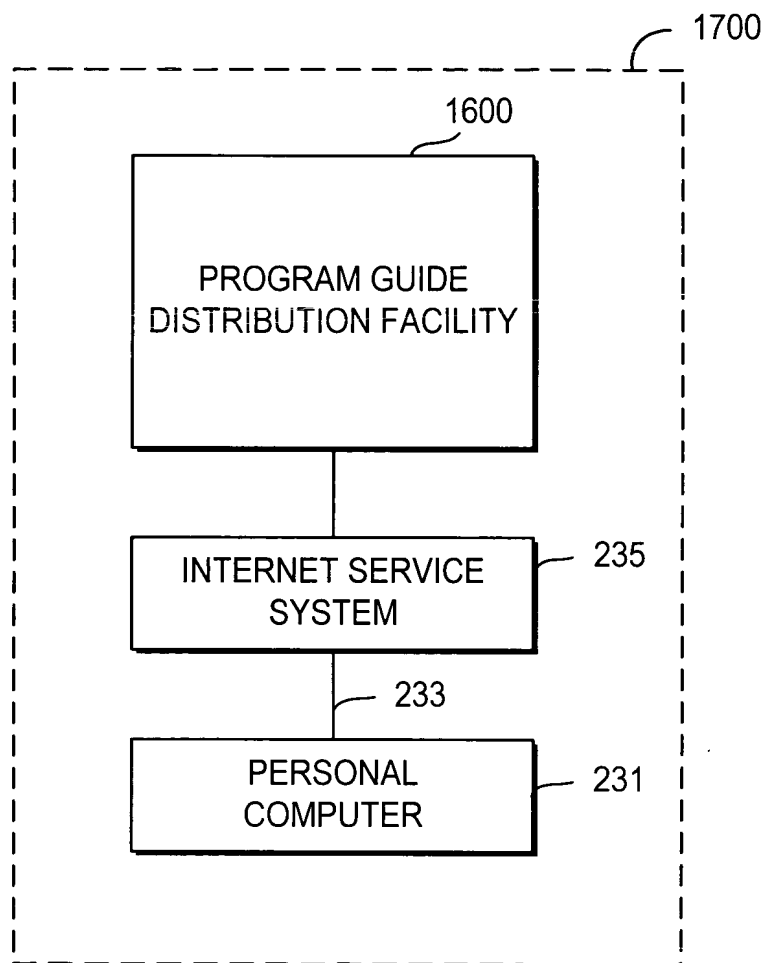 1700
1600
PROGRAM GUIDE
DISTRIBUTION FACILITY
INTERNET SERVICE
SYSTEM
235
233
PERSONAL
COMPUTER
231